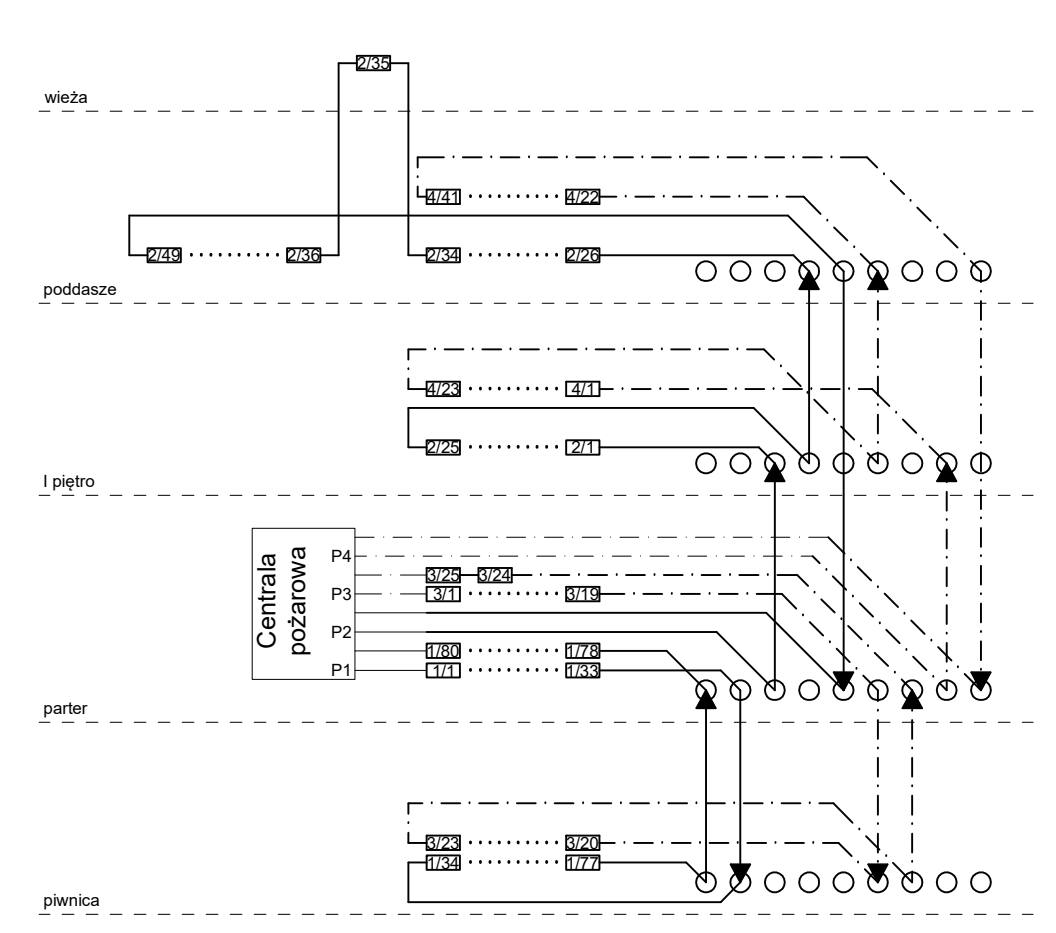 2/35
wieża
4/41 4/22
2/49 2/36 2/34 2/26
poddasze
4/23 4/1
2/25 2/1
I piętro
Centrala
pożarowa
P4
3/25 3/24
P3 3/1 3/19
P2
1/80 1/78
P1 1/1 1/33
parter
3/23 3/20
1/34 1/77
piwnica